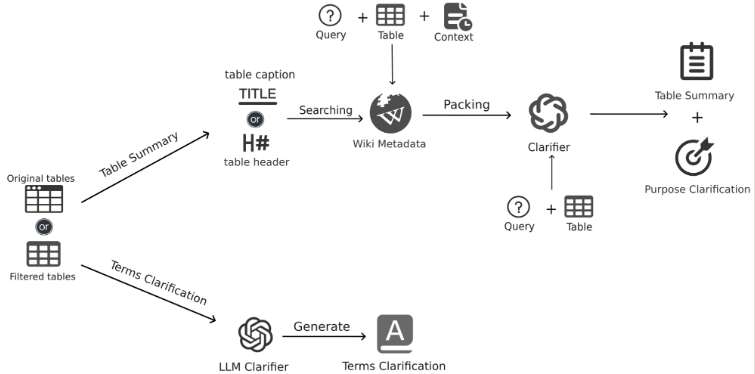 Query + Table + Context
table caption
TITLE
or
H#
table header
Searching
Wiki Metadata
Packing
Clarifier
Table Summary
+
Purpose Clarification
Query + Table
Table Summary
Original tables
or
Filtered tables
Terms Clarification
LLM Clarifier
Generate
A
Terms Clarification